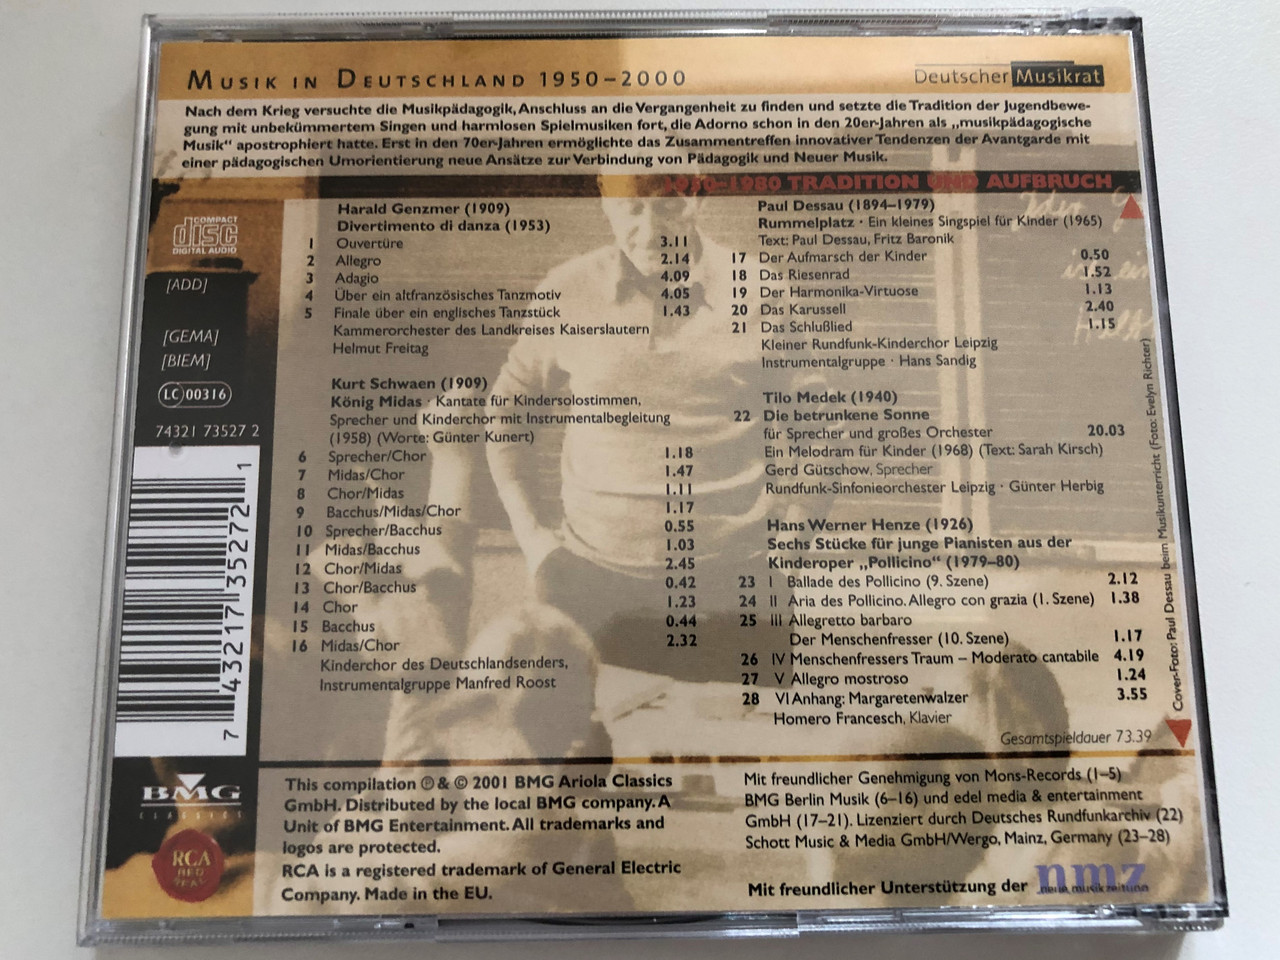 MUSIK IN DEUTSCHLAND 1950–2000
Deutscher Musikrat
Nach dem Krieg versuchte die Musikpädagogik, Anschluss an die Vergangenheit zu finden und setzte die Tradition der Jugendbewe-
gung mit unbekümmertem Singen und harmlosen Spielmusiken fort, die Adorno schon in den 20er-Jahren als „musikpädagogische
Musik“ apostrophiert hatte. Erst in den 70er-Jahren ermöglichte das Zusammentreffen innovativer Tendenzen der Avantgarde mit
einer pädagogischen Umorientierung neue Ansätze zur Verbindung von Pädagogik und Neuer Musik.
1950–1980 TRADITION UND AUFBRUCH
COMPACT
disc
DIGITAL AUDIO
[ADD]
[GEMA]
[BIEM]
LC 00316
74321 73527 2
7 43217 35272 1
BMG
CLASSICS
RCA
RED
SEAL
Harald Genzmer (1909)
Divertimento di danza (1953)
1 Ouvertüre 3.11
2 Allegro 2.14
3 Adagio 4.09
4 Über ein altfranzösisches Tanzmotiv 4.05
5 Finale über ein englisches Tanzstück 1.43
Kammerorchester des Landkreises Kaiserslautern
Helmut Freitag
Kurt Schwaen (1909)
König Midas · Kantate für Kindersolostimmen,
Sprecher und Kinderchor mit Instrumentalbegleitung
(1958) (Worte: Günter Kunert)
6 Sprecher/Chor 1.18
7 Midas/Chor 1.47
8 Chor/Midas 1.11
9 Bacchus/Midas/Chor 1.17
10 Sprecher/Bacchus 0.55
11 Midas/Bacchus 1.03
12 Chor/Midas 2.45
13 Chor/Bacchus 0.42
14 Chor 1.23
15 Bacchus 0.44
16 Midas/Chor 2.32
Kinderchor des Deutschlandsenders,
Instrumentalgruppe Manfred Roost
Paul Dessau (1894–1979)
Rummelplatz · Ein kleines Singspiel für Kinder (1965)
Text: Paul Dessau, Fritz Baronik
17 Der Aufmarsch der Kinder 0.50
18 Das Riesenrad 1.52
19 Der Harmonika-Virtuose 1.13
20 Das Karussell 2.40
21 Das Schlußlied 1.15
Kleiner Rundfunk-Kinderchor Leipzig
Instrumentalgruppe · Hans Sandig
Tilo Medek (1940)
22 Die betrunkene Sonne
für Sprecher und großes Orchester 20.03
Ein Melodram für Kinder (1968) (Text: Sarah Kirsch)
Gerd Gütschow, Sprecher
Rundfunk-Sinfonieorchester Leipzig · Günter Herbig
Hans Werner Henze (1926)
Sechs Stücke für junge Pianisten aus der
Kinderoper „Pollicino“ (1979–80)
23 I Ballade des Pollicino (9. Szene) 2.12
24 II Aria des Pollicino. Allegro con grazia (1. Szene) 1.38
25 III Allegretto barbaro
Der Menschenfresser (10. Szene) 1.17
26 IV Menschenfressers Traum – Moderato cantabile 4.19
27 V Allegro mostroso 1.24
28 VI Anhang: Margaretenwalzer 3.55
Homero Francesch, Klavier
Gesamtspieldauer 73.39
Cover-Foto: Paul Dessau beim Musikunterricht (Foto: Evelyn Richter)
This compilation ℗ & © 2001 BMG Ariola Classics
GmbH. Distributed by the local BMG company. A
Unit of BMG Entertainment. All trademarks and
logos are protected.
RCA is a registered trademark of General Electric
Company. Made in the EU.
Mit freundlicher Genehmigung von Mons-Records (1–5)
BMG Berlin Musik (6–16) und edel media & entertainment
GmbH (17–21). Lizenziert durch Deutsches Rundfunkarchiv (22)
Schott Music & Media GmbH/Wergo, Mainz, Germany (23–28)
Mit freundlicher Unterstützung der nmz
neue musikzeitung